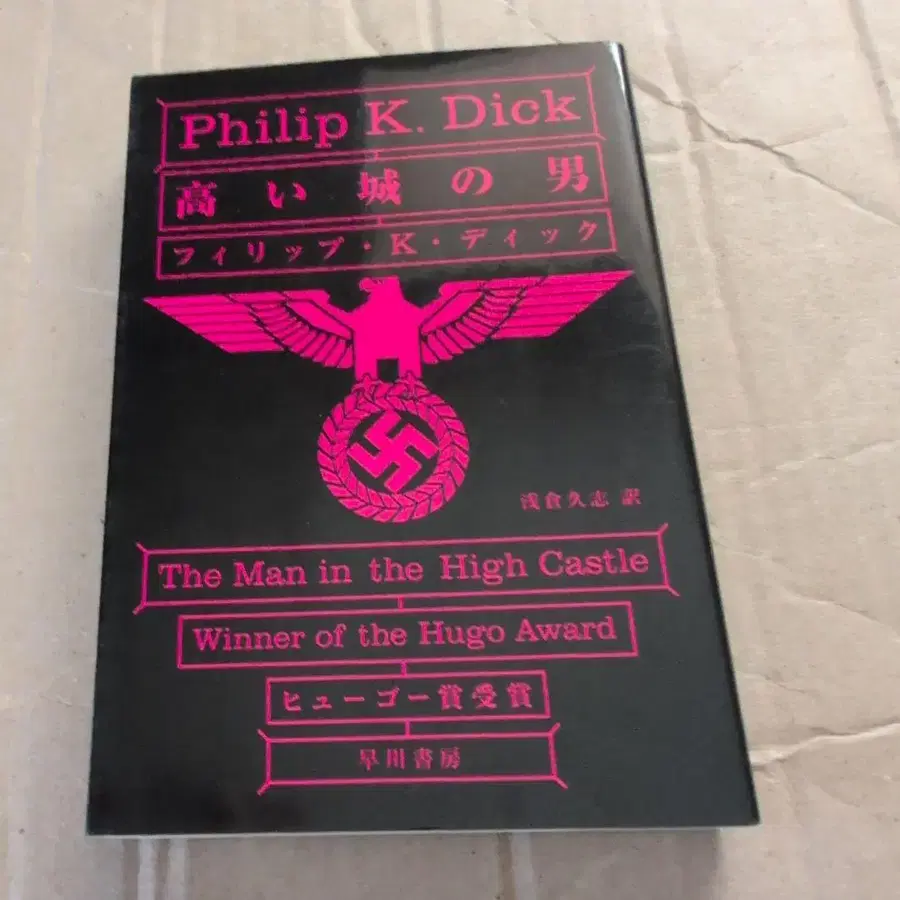 Philip K. Dick
高い城の男
フィリップ・K・ディック
浅倉久志 訳
The Man in the High Castle
Winner of the Hugo Award
ヒューゴー賞受賞
早川書房